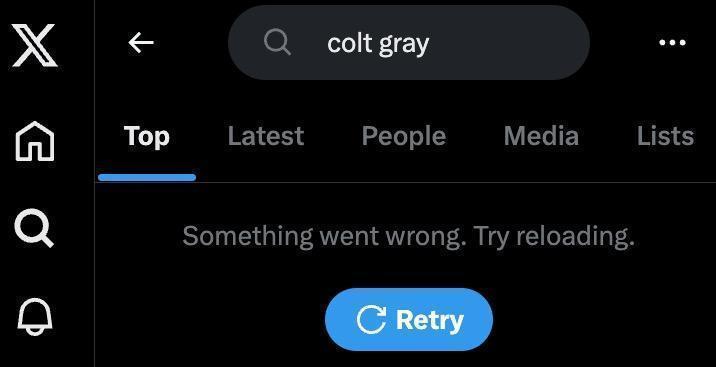 colt gray
Top Latest People Media Lists
Something went wrong. Try reloading.
Retry